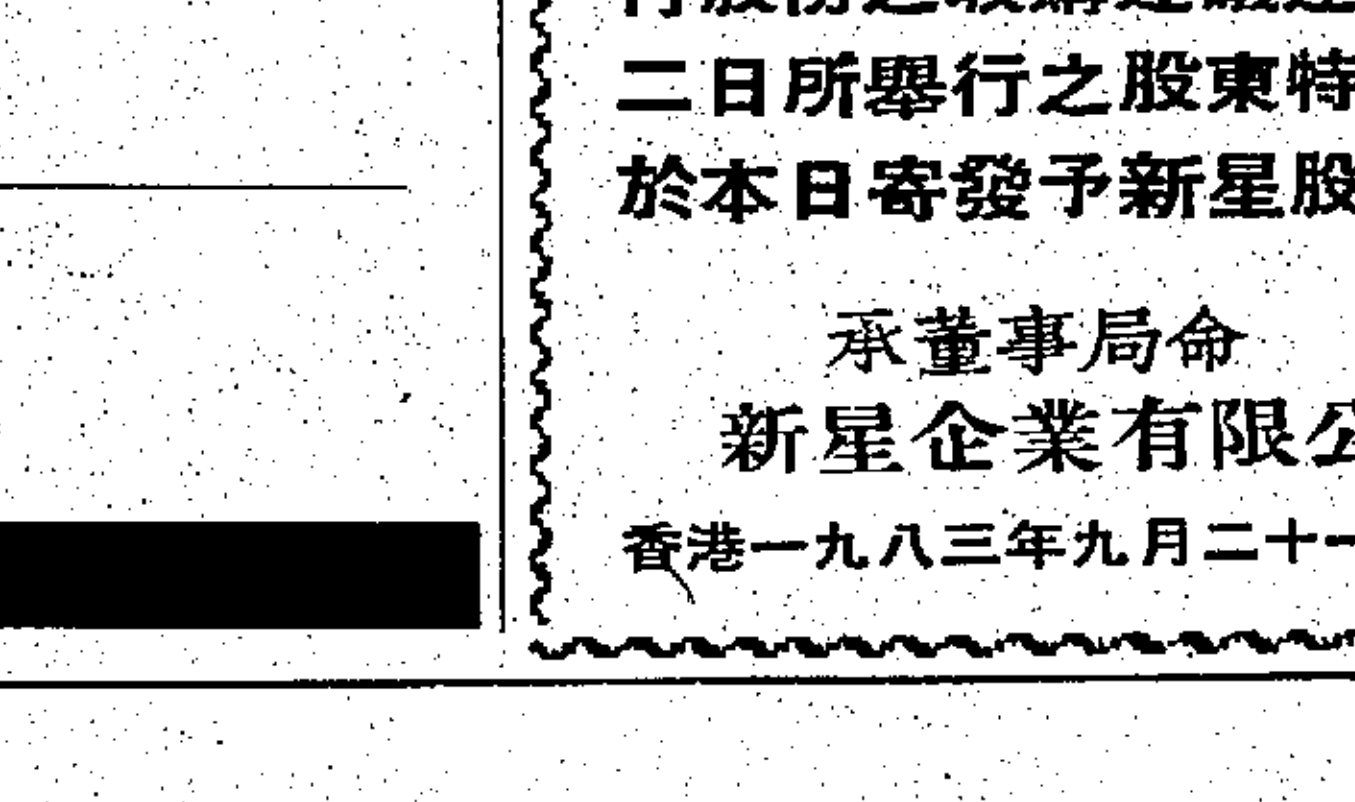 二日所舉行之股東特
於本日寄發予新星股
承董事局命
新星企業有限公
香港一九八三年九月二十一